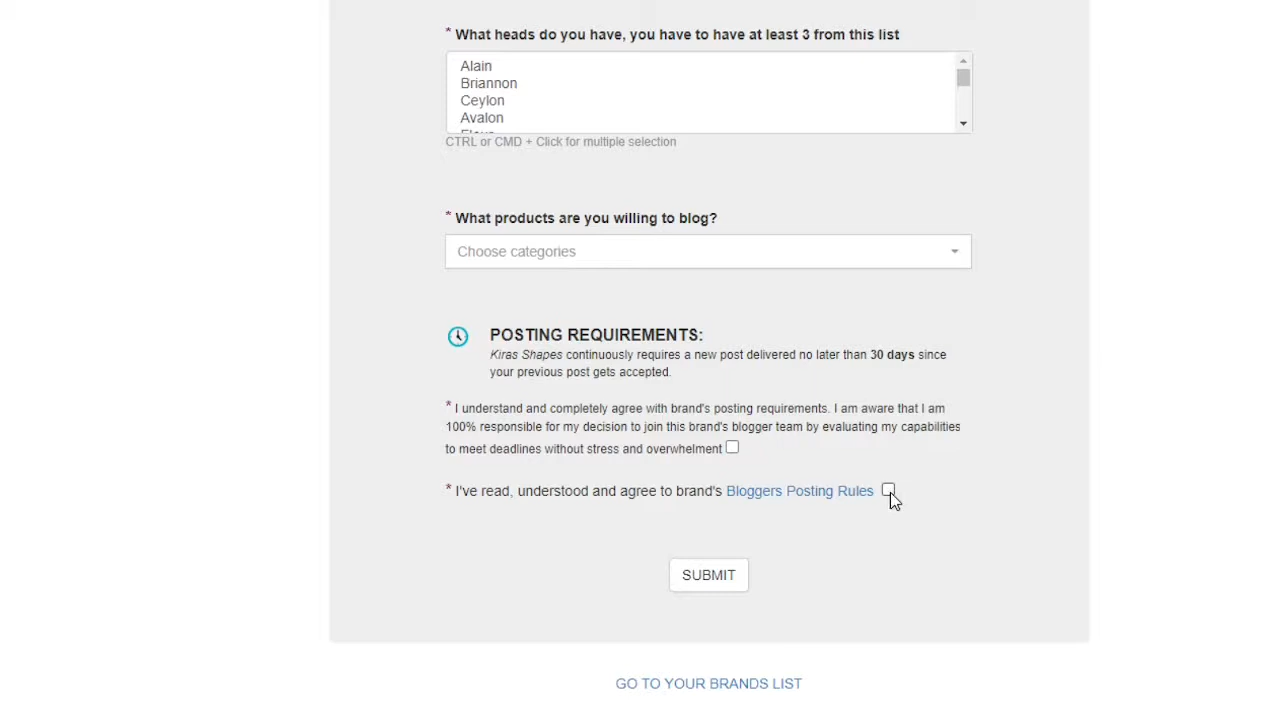 * What heads do you have, you have to have at least 3 from this list
Alain
Briannon
Ceylon
Avalon
CTRL or CMD + Click for multiple selection
* What products are you willing to blog?
Choose categories
POSTING REQUIREMENTS:
Kiras Shapes continuously requires a new post delivered no later than 30 days since
your previous post gets accepted.
* I understand and completely agree with brand's posting requirements. I am aware that I am
100% responsible for my decision to join this brand's blogger team by evaluating my capabilities
to meet deadlines without stress and overwhelment
* I've read, understood and agree to brand's Bloggers Posting Rules
SUBMIT
GO TO YOUR BRANDS LIST